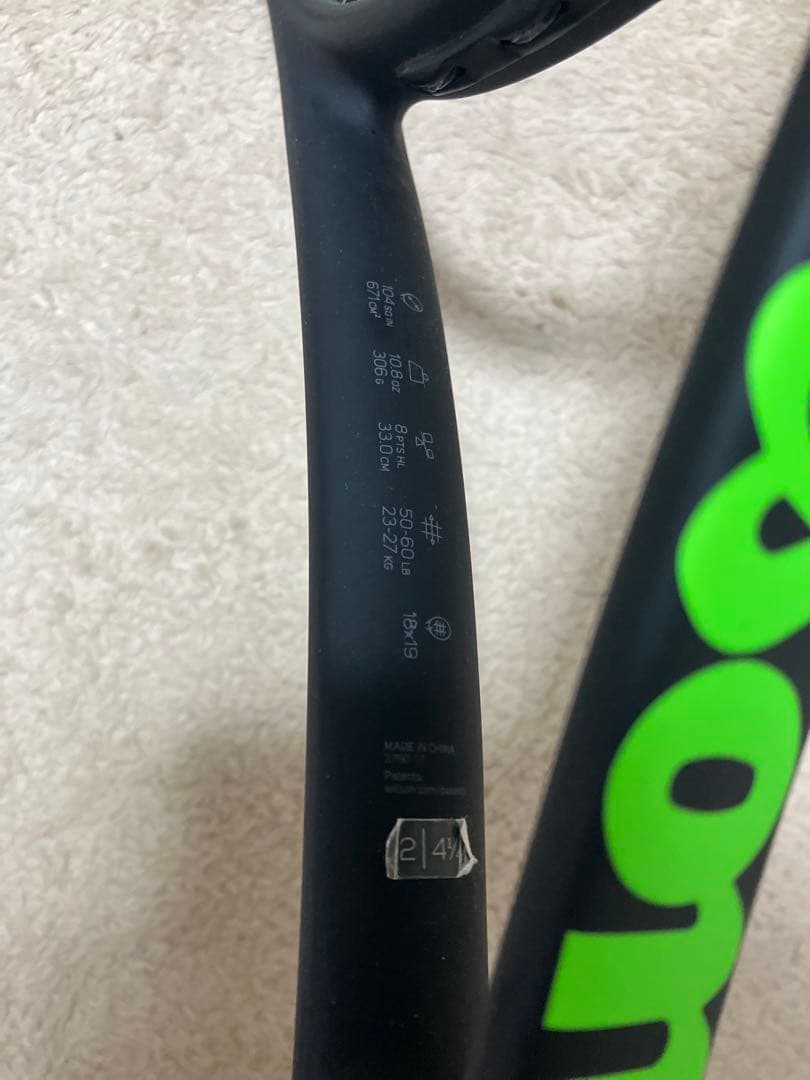 104 SQ IN
671 CM²
10.8 OZ
306 G
8 PTS HL
33.0 CM
50-60 LB
23-27 KG
18x19
MADE IN CHINA
Patents
2 | 4¼
son